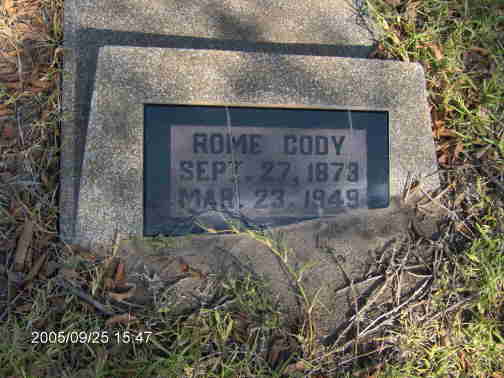 ROME CODY
SEPT. 27, 1873
MAR. 23. 1949
2005/09/25 15:47